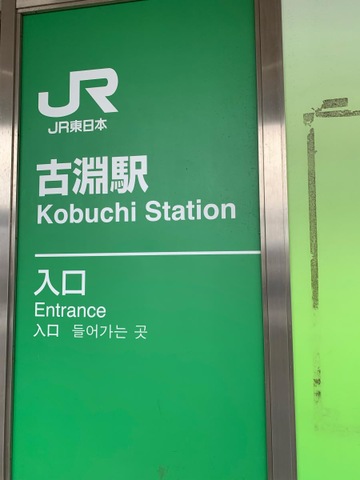 JR
JR東日本
古淵駅
Kobuchi Station
入口
Entrance
入口 들어가는 곳